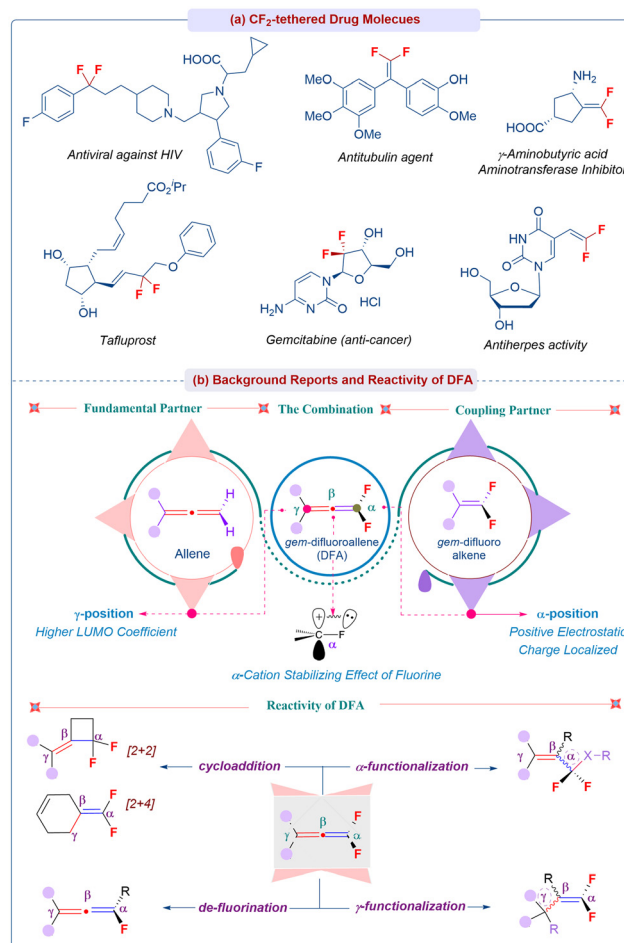 (a) CF2-tethered Drug Molecues
F F
F
N
N
OOOC
F
Antiviral against HIV
F F
MeO
MeO
OMe
OH
OMe
Antitubulin agent
NH2
F
F
HOOC
γ-Aminobutyric acid
Aminotransferase Inhibitor
CO2iPr
HO
OH
O
F F
Tafluprost
F
F
OH
OH
O
N
N
O
H2N
HCl
Gemcitabine (anti-cancer)
O
HN
O
N
F
F
HO
O
HO
Antiherpes activity
(b) Background Reports and Reactivity of DFA
Fundamental Partner
The Combination
Coupling Partner
H
H
Allene
β
γ
α
F
F
gem-difluoroallene
(DFA)
F
F
gem-difluoro
alkene
γ-position
Higher LUMO Coefficient
α-position
Positive Electrostatic
Charge Localized
+
C
F
α
α-Cation Stabilizing Effect of Fluorine
Reactivity of DFA
β
α
γ
F
F
[2+2]
β
α
γ
F
F
[2+4]
cycloaddition
α-functionalization
γ
β
R
α
X
R
F
F
β
γ
α
F
F
γ
β
α
R
F
de-fluorination
γ-functionalization
R
γ
β
α
R
F
F